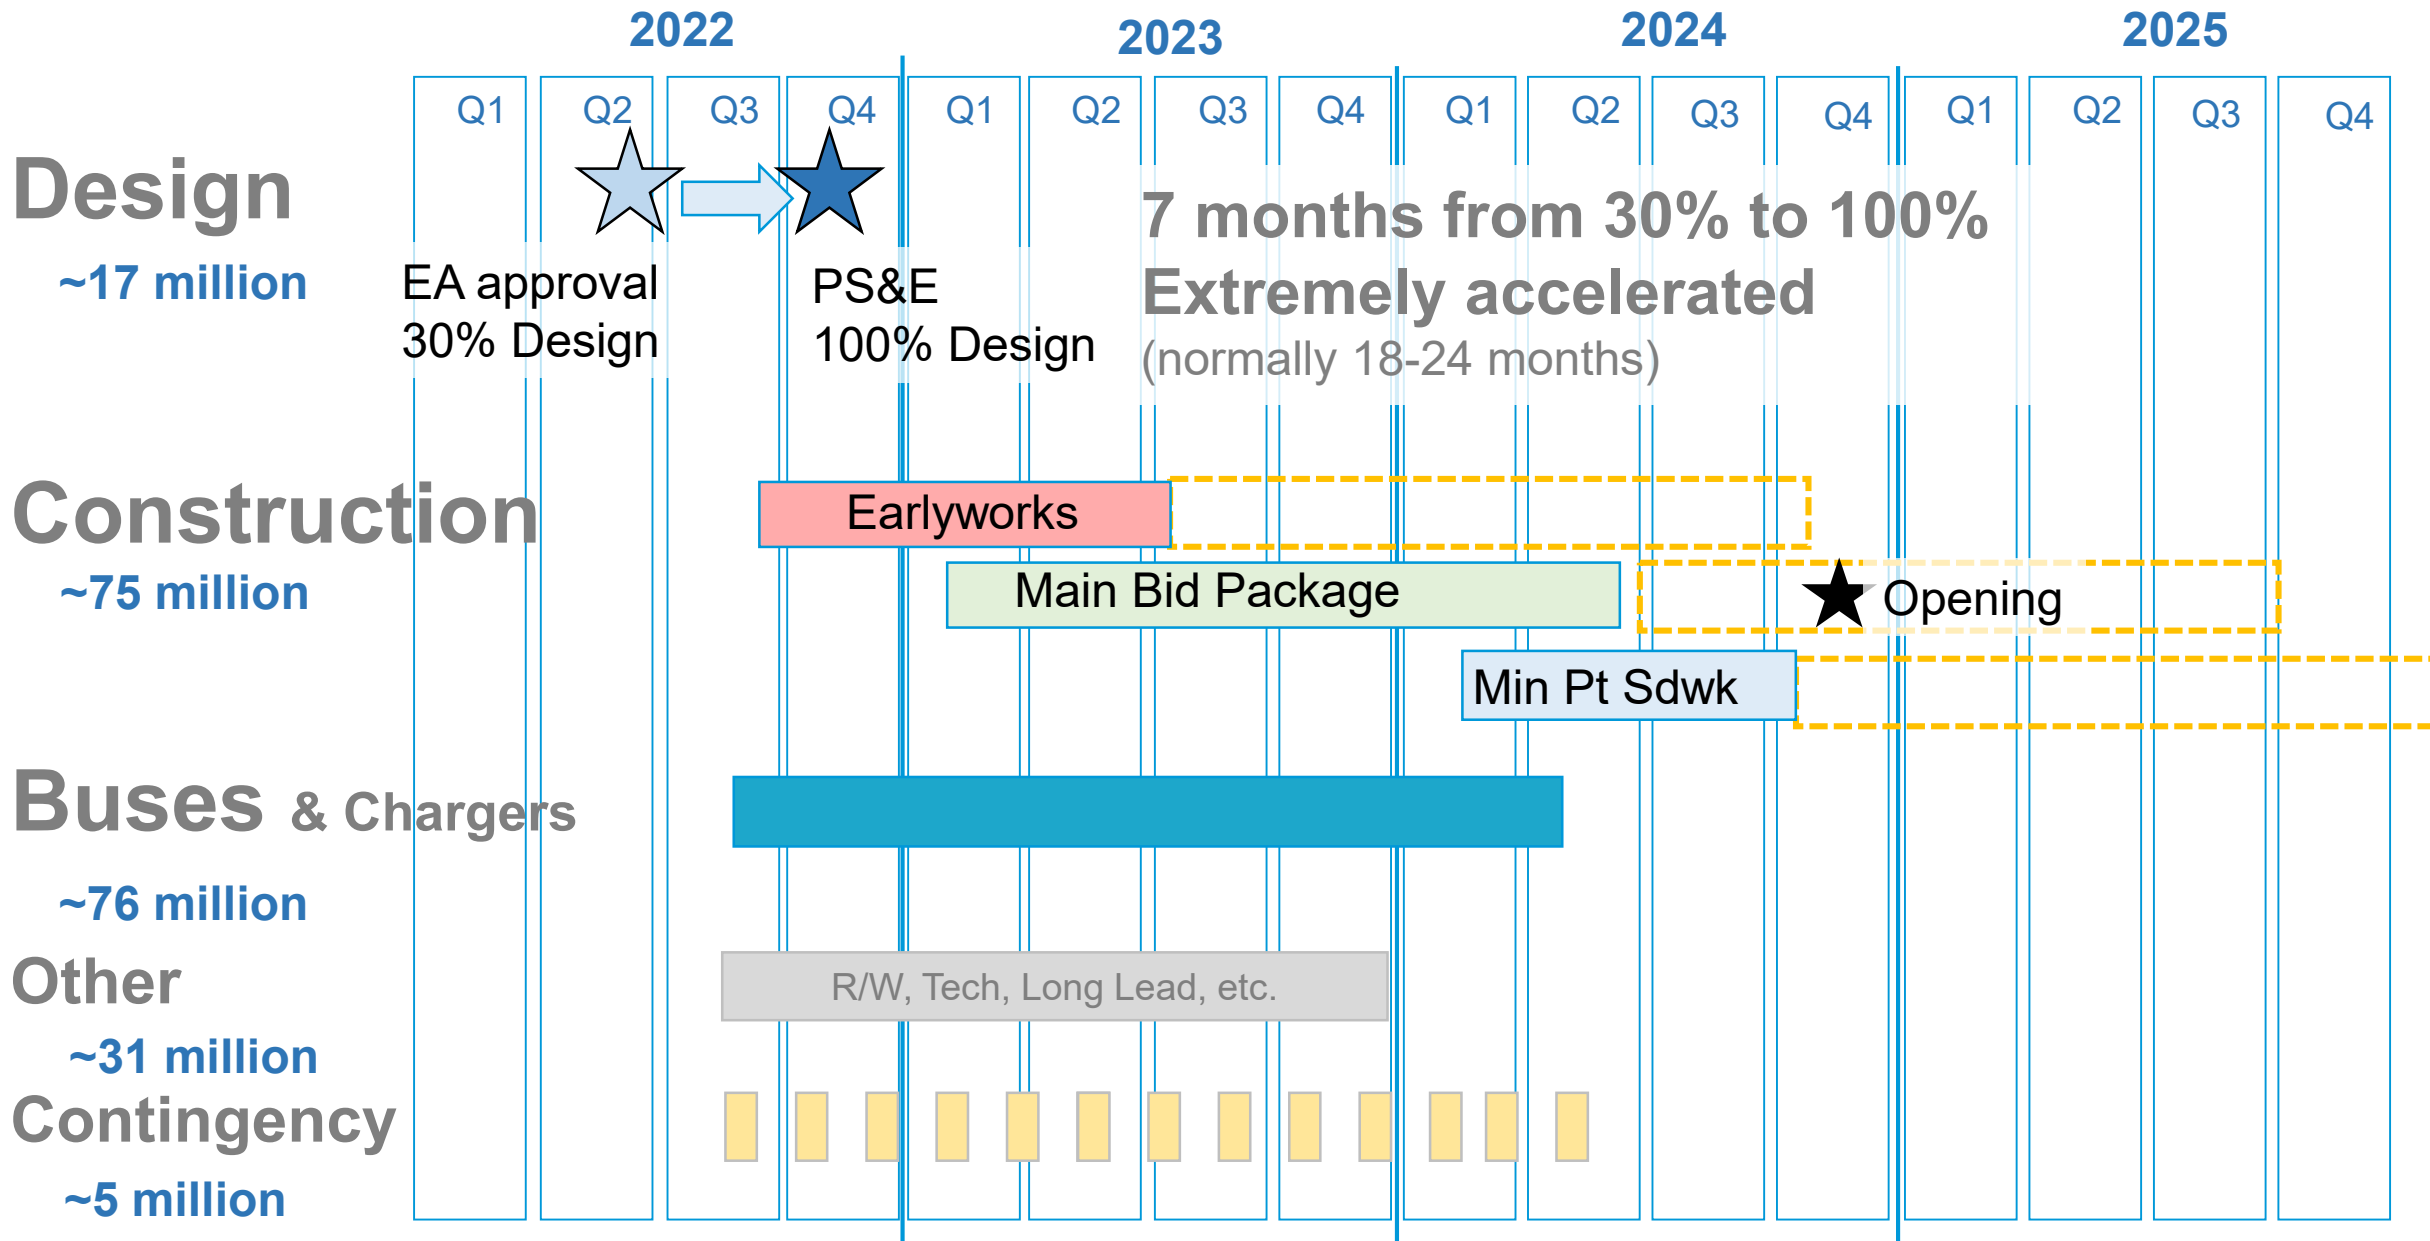 2022 2023 2024 2025
Q1 Q2 Q3 Q4 Q1 Q2 Q3 Q4 Q1 Q2 Q3 Q4 Q1 Q2 Q3 Q4
Design
~17 million
EA approval
30% Design
PS&E
100% Design
7 months from 30% to 100%
Extremely accelerated
(normally 18-24 months)
Construction
~75 million
Earlyworks
Main Bid Package
Opening
Min Pt Sdwk
Buses & Chargers
~76 million
Other
R/W, Tech, Long Lead, etc.
~31 million
Contingency
~5 million